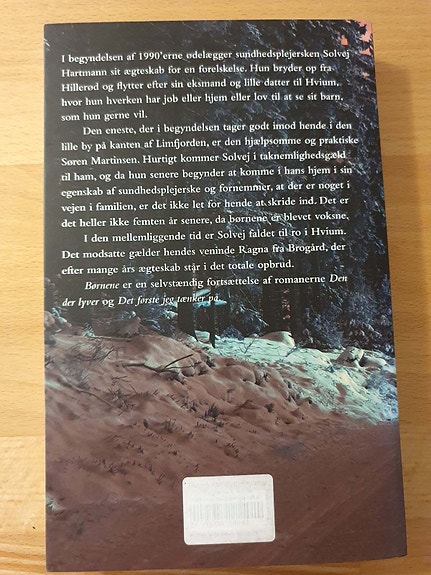 I begyndelsen af 1990'erne ødelægger sundhedsplejersken Solvej
Hartmann sit ægteskab for en forelskelse. Hun bryder op fra
Hillerød og flytter efter sin eksmand og lille datter til Hvium,
hvor hun hverken har job eller hjem eller lov til at se sit barn,
som hun gerne vil.
Den eneste, der i begyndelsen tager godt imod hende i den
lille by på kanten af Limfjorden, er den hjælpsomme og praktiske
Søren Martinsen. Hurtigt kommer Solvej i taknemlighedsgæld
til ham, og da hun senere begynder at komme i hans hjem i sin
egenskab af sundhedsplejerske og fornemmer, at der er noget i
vejen i familien, er det ikke let for hende at skride ind. Det er
det heller ikke femten år senere, da børnene er blevet voksne.
I den mellemliggende tid er Solvej faldet til ro i Hvium.
Det modsatte gælder hendes veninde Ragna fra Brogård, der
efter mange års ægteskab står i det totale opbrud.
Børnene er en selvstændig fortsættelse af romanerne Den
der lyver og Det første jeg tænker på.